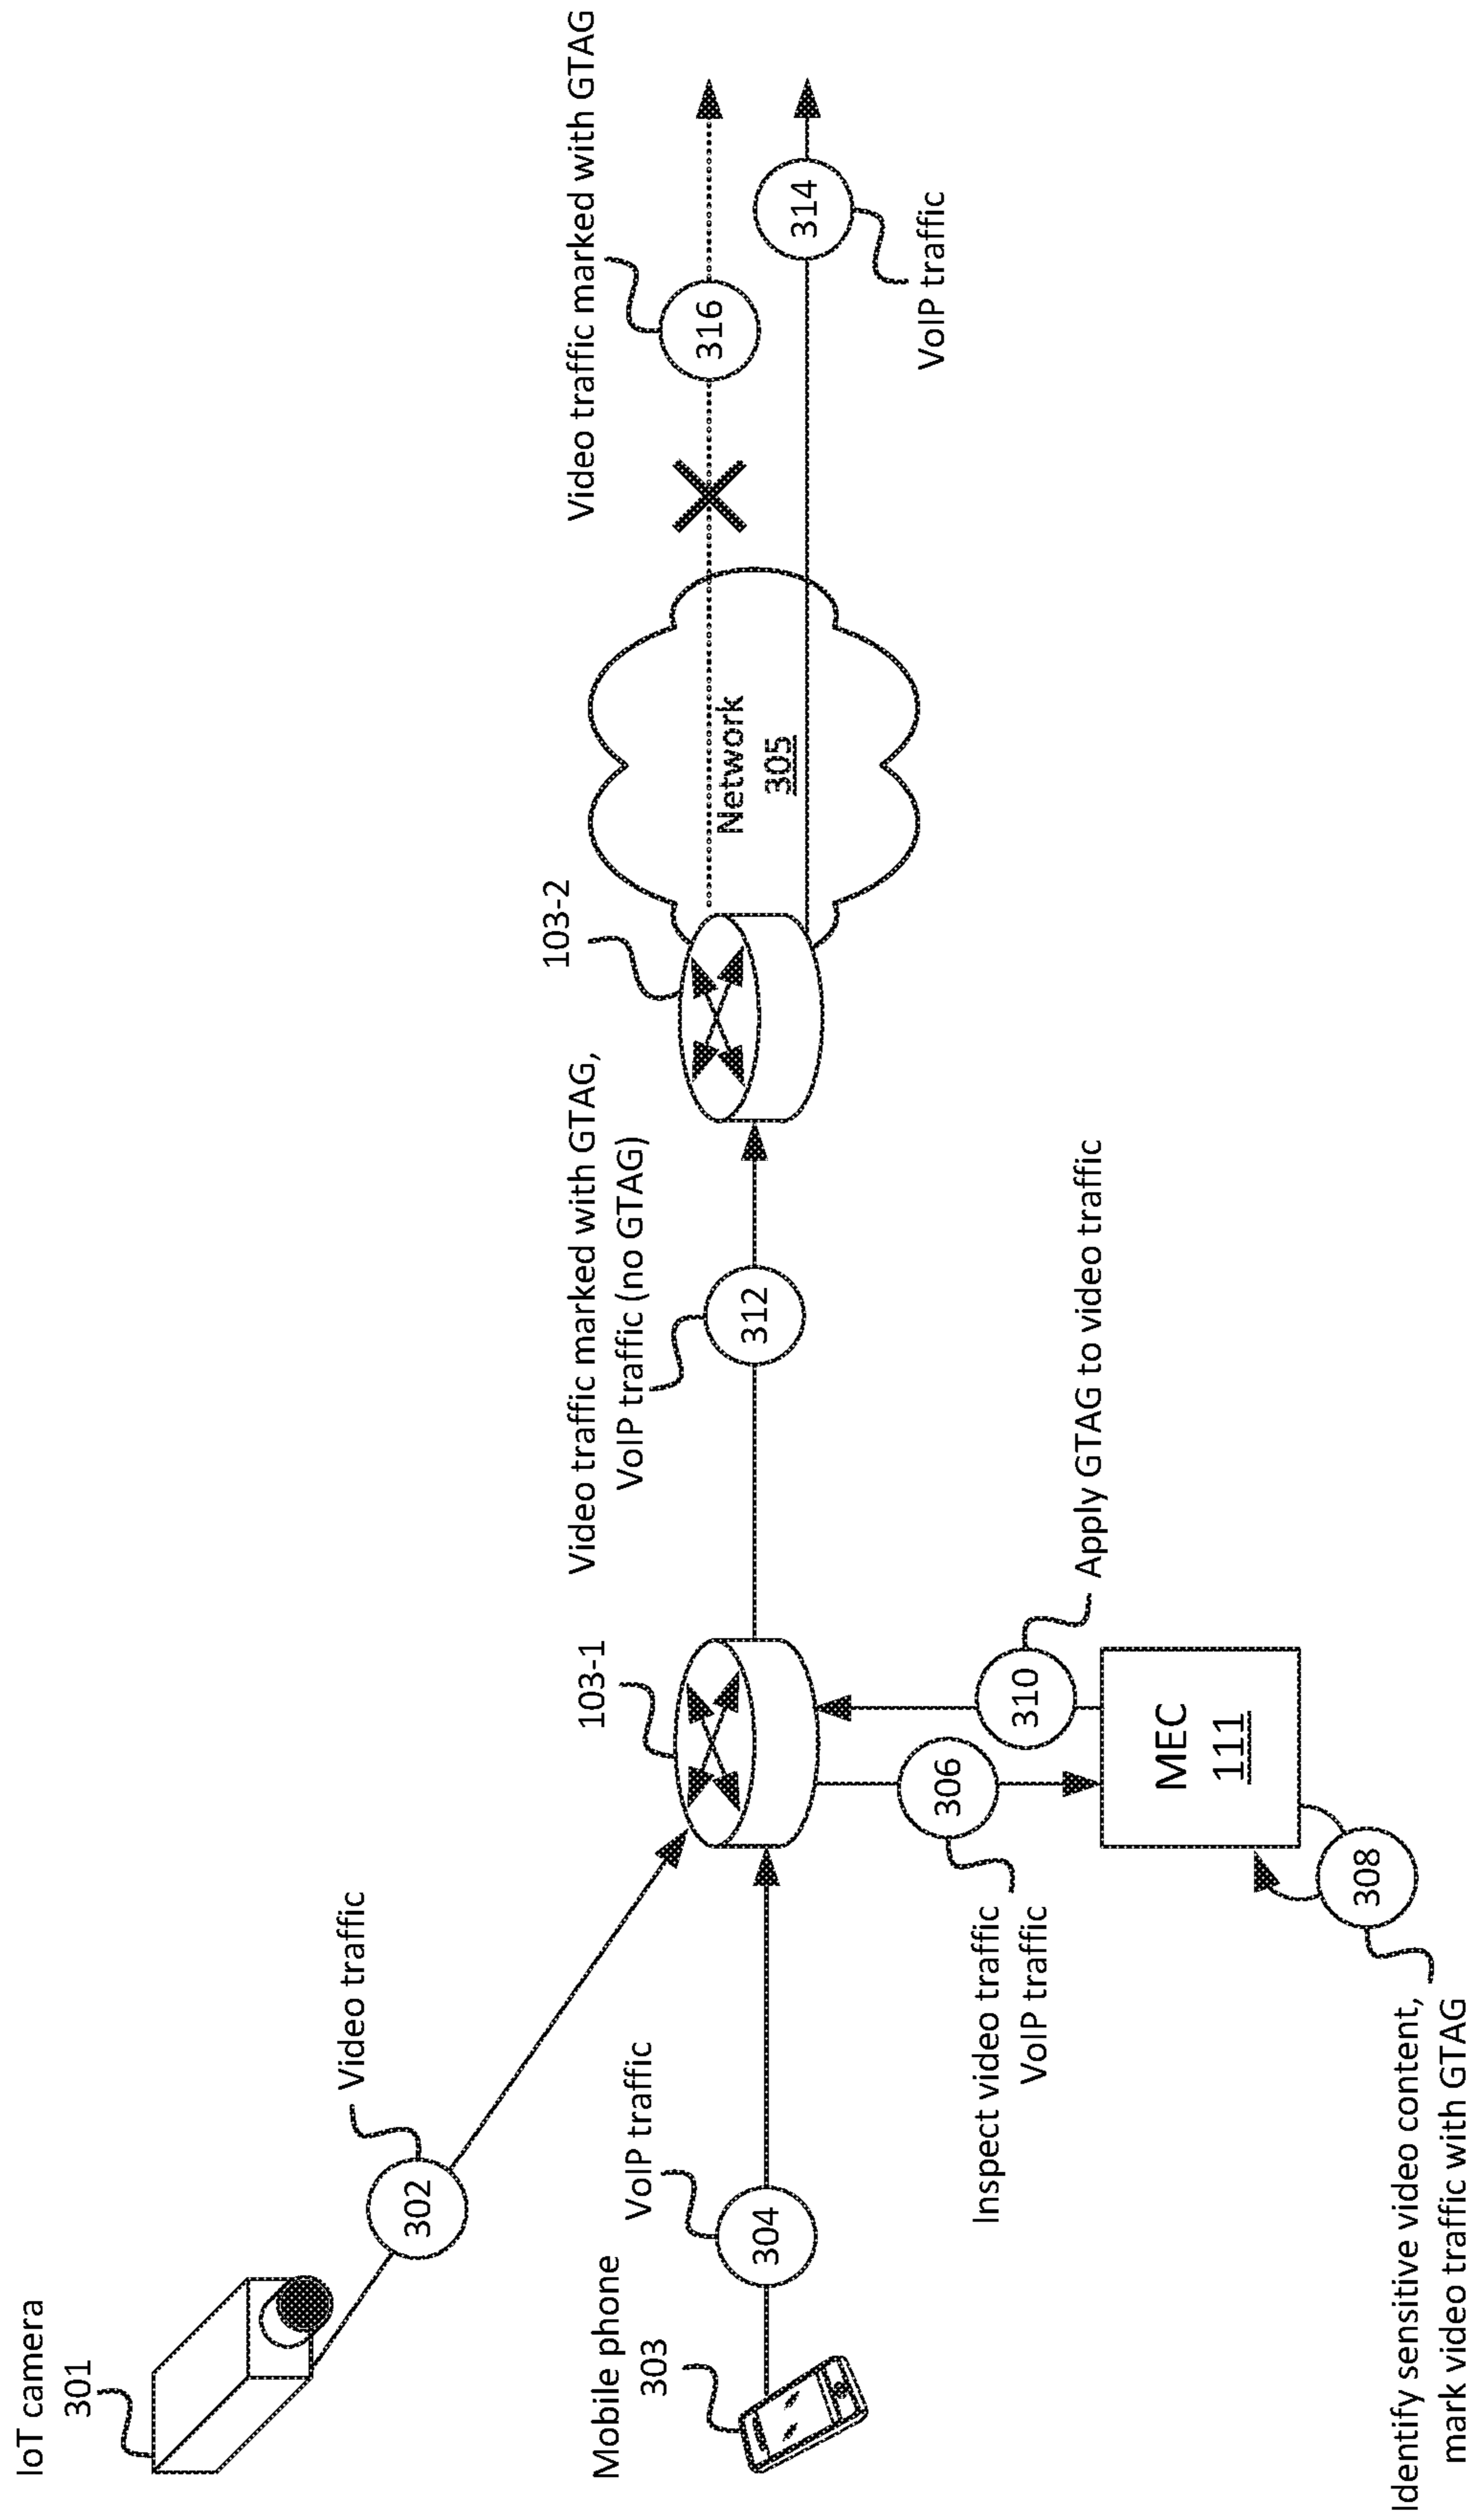 IoT camera
301
302
Video traffic
Mobile phone
303
304
VoIP traffic
103-1
306
Inspect video traffic
VoIP traffic
MEC
111
308
Identify sensitive video content,
mark video traffic with GTAG
310
Apply GTAG to video traffic
312
Video traffic marked with GTAG,
VoIP traffic (no GTAG)
103-2
Network
305
316
Video traffic marked with GTAG
314
VoIP traffic